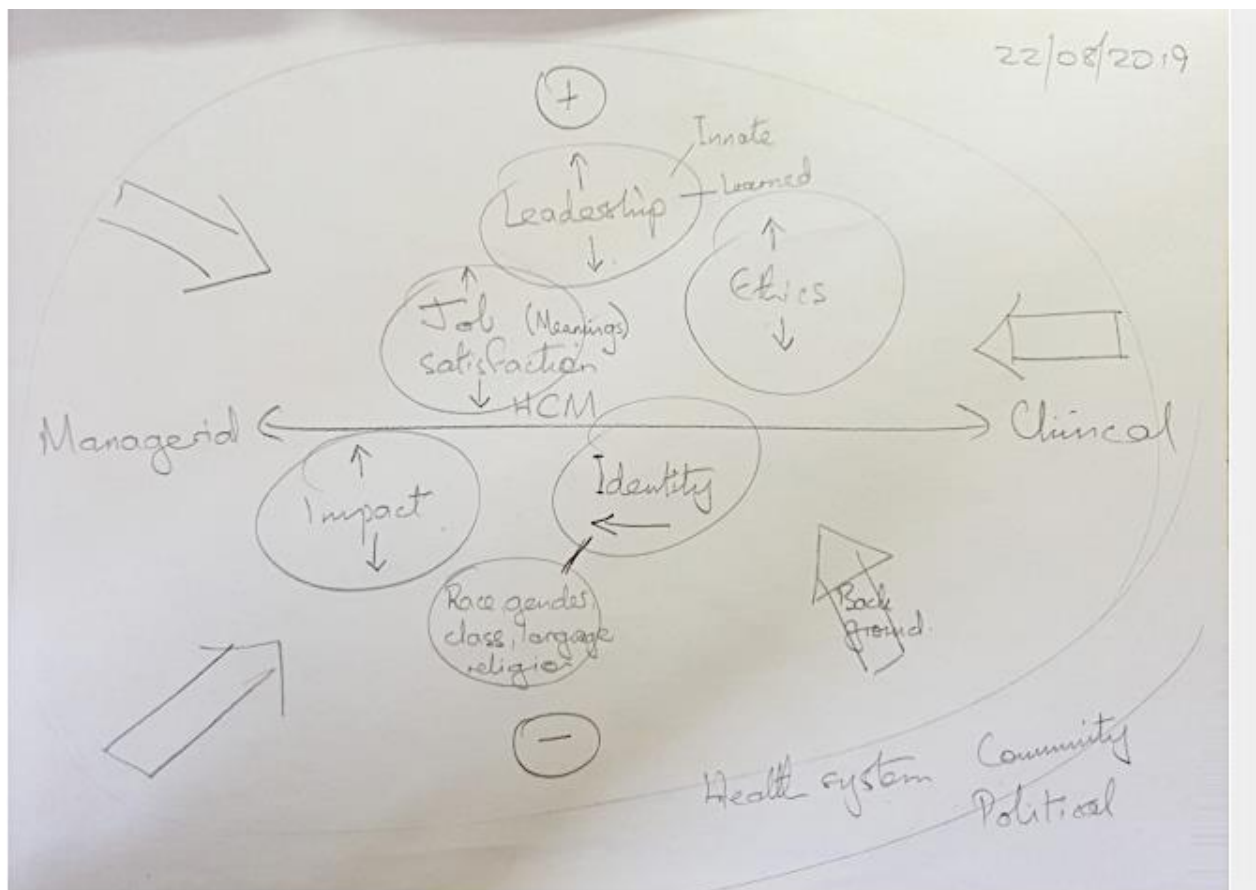 22/08/2019
+
Innate
Learned
Leadership
Ethics
Job (Meanings)
satisfaction
HCM
Managerial
Clinical
Impact
Identity
Race, gender,
class, language
religion
Back
ground.
−
Health system
Community
Political